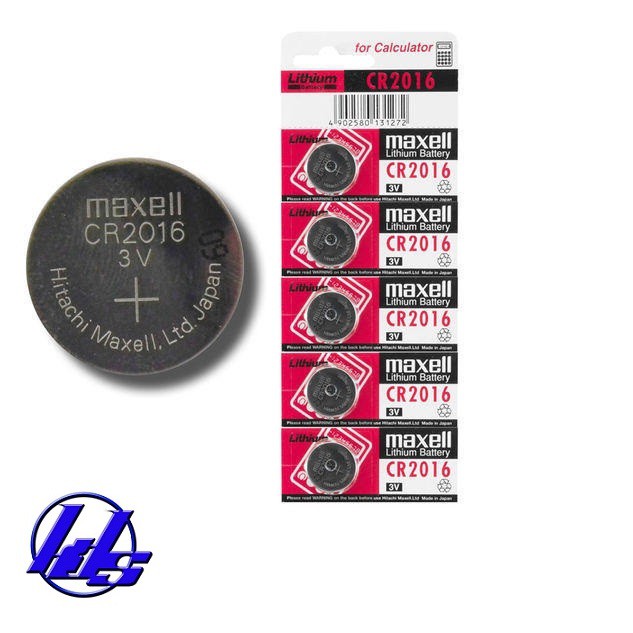 maxell
CR2016
3V
+
Hitachi Maxell, Ltd. Japan
for Calculator
Lithium
Battery
CR2016
4 902580 131272
Lithium
maxell
Lithium Battery
CR2016
3V
Please read WARNING on the back before use Hitachi Maxell.Ltd. Made in Japan
Lithium
maxell
Lithium Battery
CR2016
3V
Please read WARNING on the back before use Hitachi Maxell.Ltd. Made in Japan
Lithium
maxell
Lithium Battery
CR2016
3V
Please read WARNING on the back before use Hitachi Maxell.Ltd. Made in Japan
Lithium
maxell
Lithium Battery
CR2016
3V
Please read WARNING on the back before use Hitachi Maxell.Ltd. Made in Japan
Lithium
maxell
Lithium Battery
CR2016
3V
Please read WARNING on the back before use Hitachi Maxell.Ltd. Made in Japan